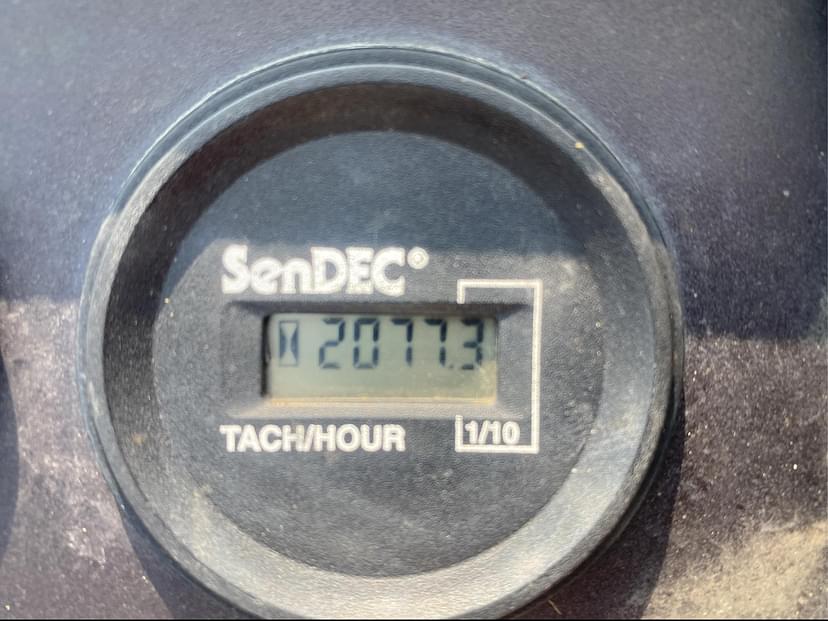 SenDEC®
2077.3
TACH/HOUR
1/10